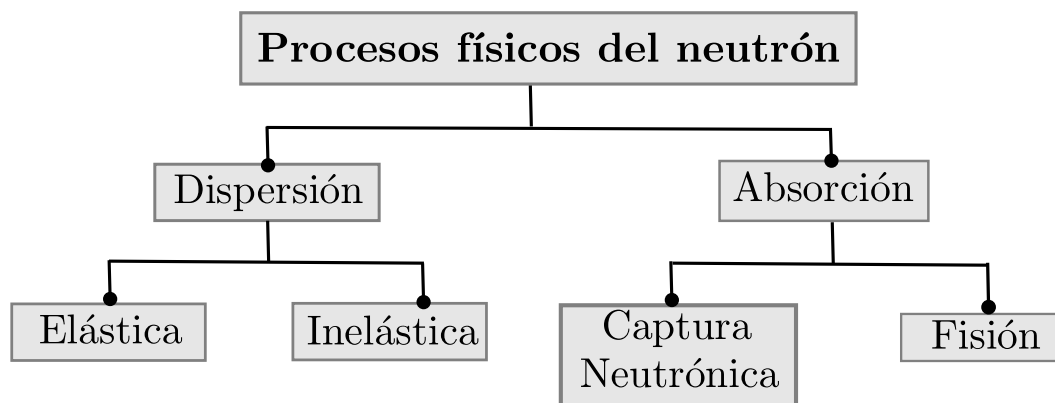 Procesos físicos del neutrón
Dispersión
Absorción
Elástica
Inelástica
Captura
Neutrónica
Fisión